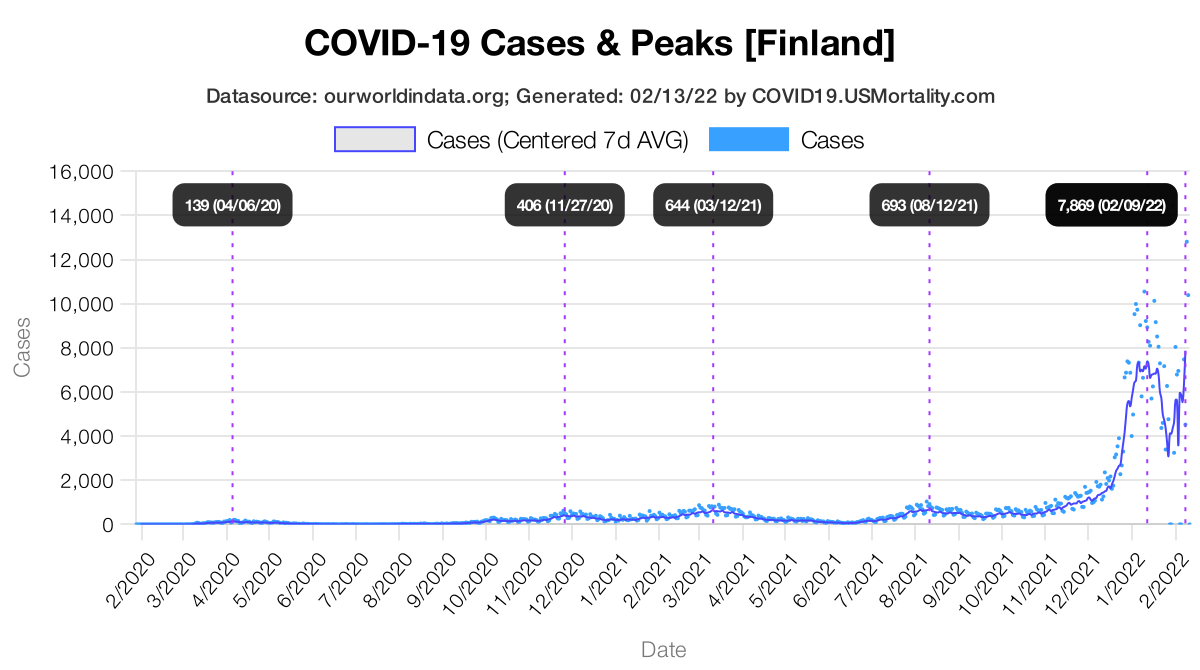 COVID-19 Cases & Peaks [Finland]
Datasource: ourworldindata.org; Generated: 02/13/22 by COVID19.USMortality.com
Cases (Centered 7d AVG) Cases
16,000
139 (04/06/20) 406 (11/27/20) 644 (03/12/21) 693 (08/12/21) 7,869 (02/09/22)
14,000
12,000
10,000
8,000
6,000
4,000
2,000
0
Cases
2/2020 3/2020 4/2020 5/2020 6/2020 7/2020 8/2020 9/2020 10/2020 11/2020 12/2020 1/2021 2/2021 3/2021 4/2021 5/2021 6/2021 7/2021 8/2021 9/2021 10/2021 11/2021 12/2021 1/2022 2/2022
Date